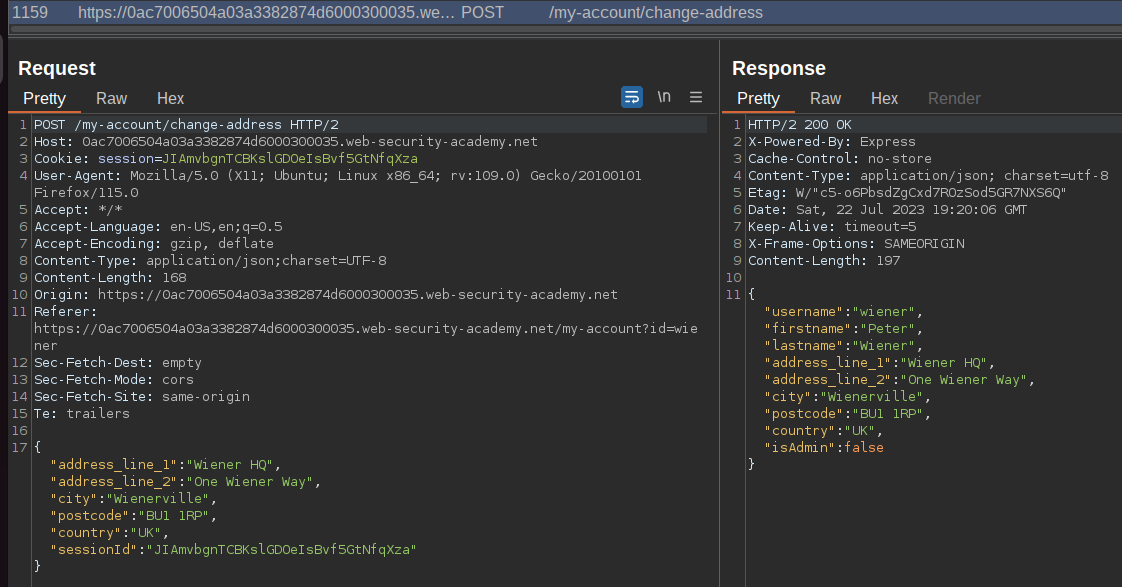 1159 https://0ac7006504a03a3382874d6000300035.we... POST /my-account/change-address
Request
Pretty Raw Hex \n
1 POST /my-account/change-address HTTP/2
2 Host: 0ac7006504a03a3382874d6000300035.web-security-academy.net
3 Cookie: session=JIAmvbgnTCBKslGDOeIsBvf5GtNfqXza
4 User-Agent: Mozilla/5.0 (X11; Ubuntu; Linux x86_64; rv:109.0) Gecko/20100101
Firefox/115.0
5 Accept: */*
6 Accept-Language: en-US,en;q=0.5
7 Accept-Encoding: gzip, deflate
8 Content-Type: application/json;charset=UTF-8
9 Content-Length: 168
10 Origin: https://0ac7006504a03a3382874d6000300035.web-security-academy.net
11 Referer:
https://0ac7006504a03a3382874d6000300035.web-security-academy.net/my-account?id=wie
ner
12 Sec-Fetch-Dest: empty
13 Sec-Fetch-Mode: cors
14 Sec-Fetch-Site: same-origin
15 Te: trailers
16
17 {
"address_line_1":"Wiener HQ",
"address_line_2":"One Wiener Way",
"city":"Wienerville",
"postcode":"BU1 1RP",
"country":"UK",
"sessionId":"JIAmvbgnTCBKslGDOeIsBvf5GtNfqXza"
}
Response
Pretty Raw Hex Render
1 HTTP/2 200 OK
2 X-Powered-By: Express
3 Cache-Control: no-store
4 Content-Type: application/json; charset=utf-8
5 Etag: W/"c5-o6PbsdZgCxd7ROzSod5GR7NXS6Q"
6 Date: Sat, 22 Jul 2023 19:20:06 GMT
7 Keep-Alive: timeout=5
8 X-Frame-Options: SAMEORIGIN
9 Content-Length: 197
10
11 {
"username":"wiener",
"firstname":"Peter",
"lastname":"Wiener",
"address_line_1":"Wiener HQ",
"address_line_2":"One Wiener Way",
"city":"Wienerville",
"postcode":"BU1 1RP",
"country":"UK",
"isAdmin":false
}